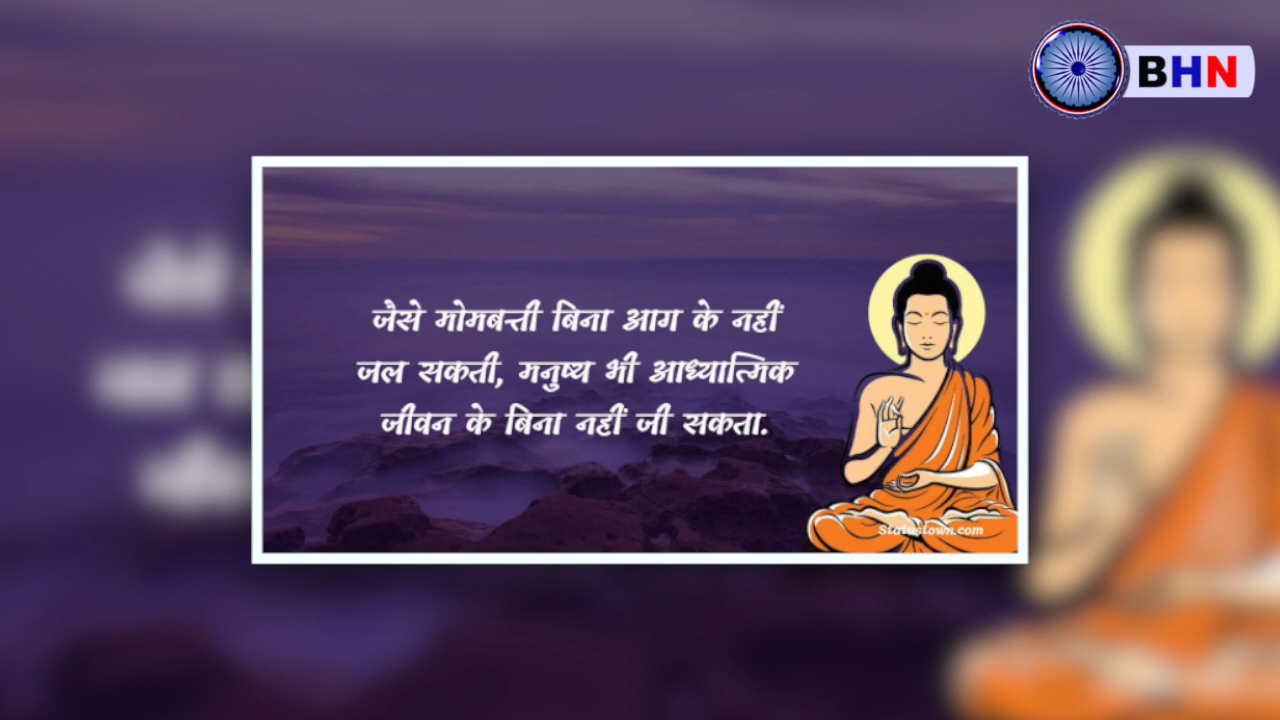 BHN
जैसे मोमबत्ती बिना आग के नहीं
जल सकती, मनुष्य भी आध्यात्मिक
जीवन के बिना नहीं जी सकता.
Statustown.com